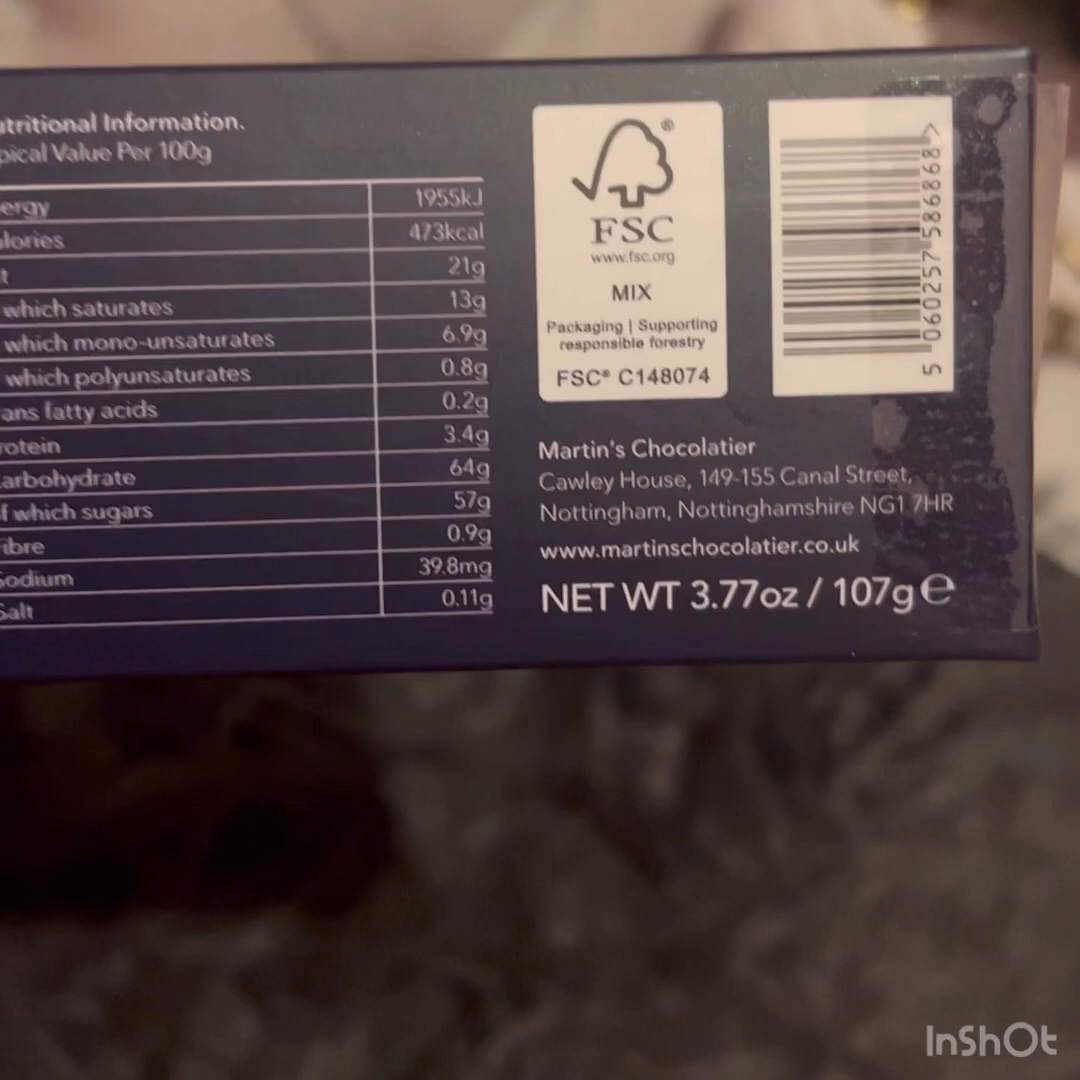 utritional Information.
pical Value Per 100g
ergy 1955kJ
lories 473kcal
t 21g
which saturates 13g
which mono-unsaturates 6.9g
which polyunsaturates 0.8g
ans fatty acids 0.2g
rotein 3.4g
arbohydrate 64g
f which sugars 57g
ibre 0.9g
Sodium 39.8mg
Salt 0.11g
®
FSC
www.fsc.org
MIX
Packaging | Supporting
responsible forestry
FSC® C148074
5 060257 586868 >
Martin's Chocolatier
Cawley House, 149-155 Canal Street,
Nottingham, Nottinghamshire NG1 7HR
www.martinschocolatier.co.uk
NET WT 3.77oz / 107g e
InShOt